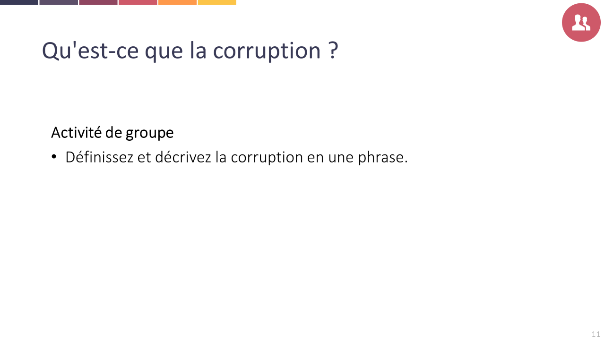 Qu'est-ce que la corruption ?
Activité de groupe
• Définissez et décrivez la corruption en une phrase.
11